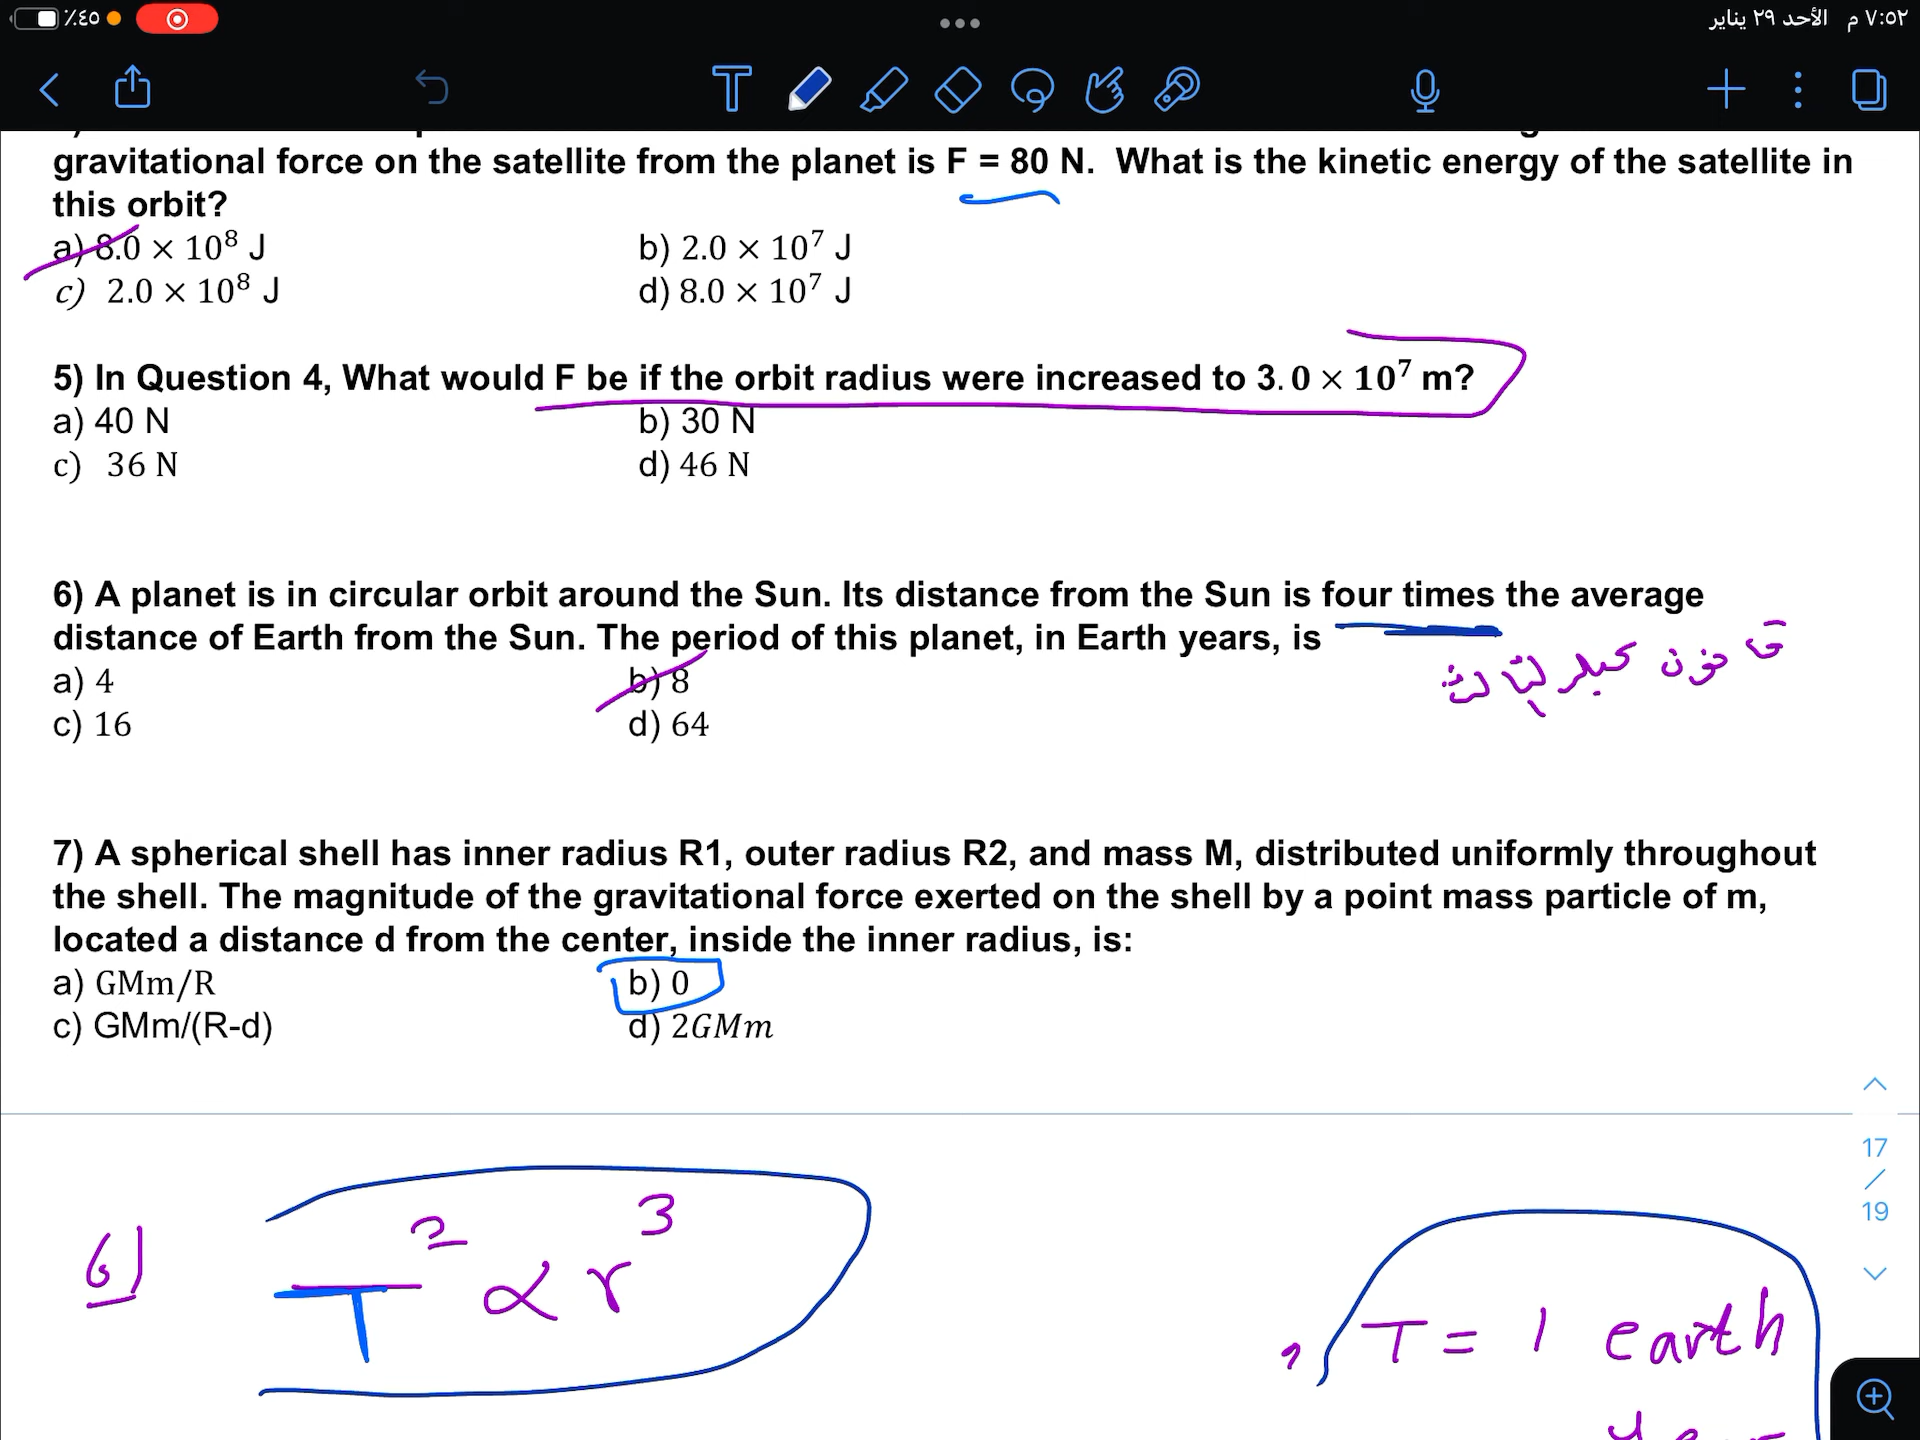 ٪٤٥
٧:٥٢ م الأحد ٢٩ يناير
gravitational force on the satellite from the planet is F = 80 N. What is the kinetic energy of the satellite in
this orbit?
a) 8.0 × 10⁸ J b) 2.0 × 10⁷ J
c) 2.0 × 10⁸ J d) 8.0 × 10⁷ J
5) In Question 4, What would F be if the orbit radius were increased to 3.0 × 10⁷ m?
a) 40 N b) 30 N
c) 36 N d) 46 N
6) A planet is in circular orbit around the Sun. Its distance from the Sun is four times the average
distance of Earth from the Sun. The period of this planet, in Earth years, is
قانون كبلر الثالث
a) 4 b) 8
c) 16 d) 64
7) A spherical shell has inner radius R1, outer radius R2, and mass M, distributed uniformly throughout
the shell. The magnitude of the gravitational force exerted on the shell by a point mass particle of m,
located a distance d from the center, inside the inner radius, is:
a) GMm/R b) 0
c) GMm/(R-d) d) 2GMm
17
/
19
6) T² ∝ r³
, T = 1 earth